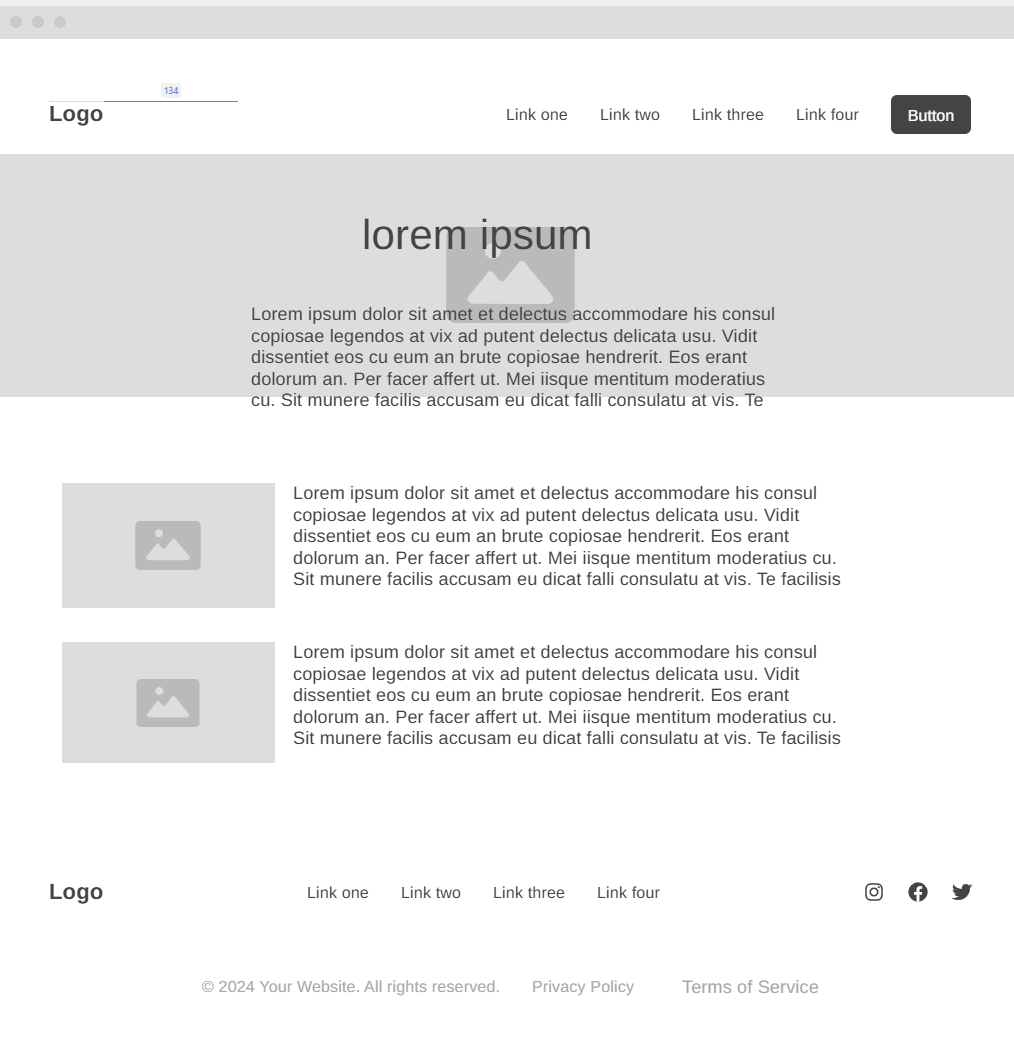 134
Logo
Link one Link two Link three Link four Button
lorem ipsum
Lorem ipsum dolor sit amet et delectus accommodare his consul
copiosae legendos at vix ad putent delectus delicata usu. Vidit
dissentiet eos cu eum an brute copiosae hendrerit. Eos erant
dolorum an. Per facer affert ut. Mei iisque mentitum moderatius
cu. Sit munere facilis accusam eu dicat falli consulatu at vis. Te
Lorem ipsum dolor sit amet et delectus accommodare his consul
copiosae legendos at vix ad putent delectus delicata usu. Vidit
dissentiet eos cu eum an brute copiosae hendrerit. Eos erant
dolorum an. Per facer affert ut. Mei iisque mentitum moderatius cu.
Sit munere facilis accusam eu dicat falli consulatu at vis. Te facilisis
Lorem ipsum dolor sit amet et delectus accommodare his consul
copiosae legendos at vix ad putent delectus delicata usu. Vidit
dissentiet eos cu eum an brute copiosae hendrerit. Eos erant
dolorum an. Per facer affert ut. Mei iisque mentitum moderatius cu.
Sit munere facilis accusam eu dicat falli consulatu at vis. Te facilisis
Logo Link one Link two Link three Link four
© 2024 Your Website. All rights reserved. Privacy Policy Terms of Service